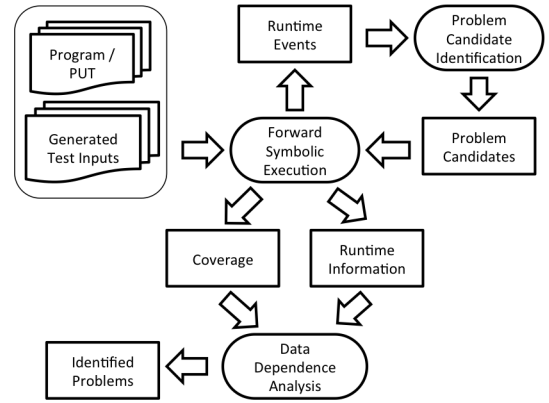 Program /
PUT
Generated
Test Inputs
Runtime
Events
Problem
Candidate
Identification
Forward
Symbolic
Execution
Problem
Candidates
Coverage
Runtime
Information
Identified
Problems
Data
Dependence
Analysis